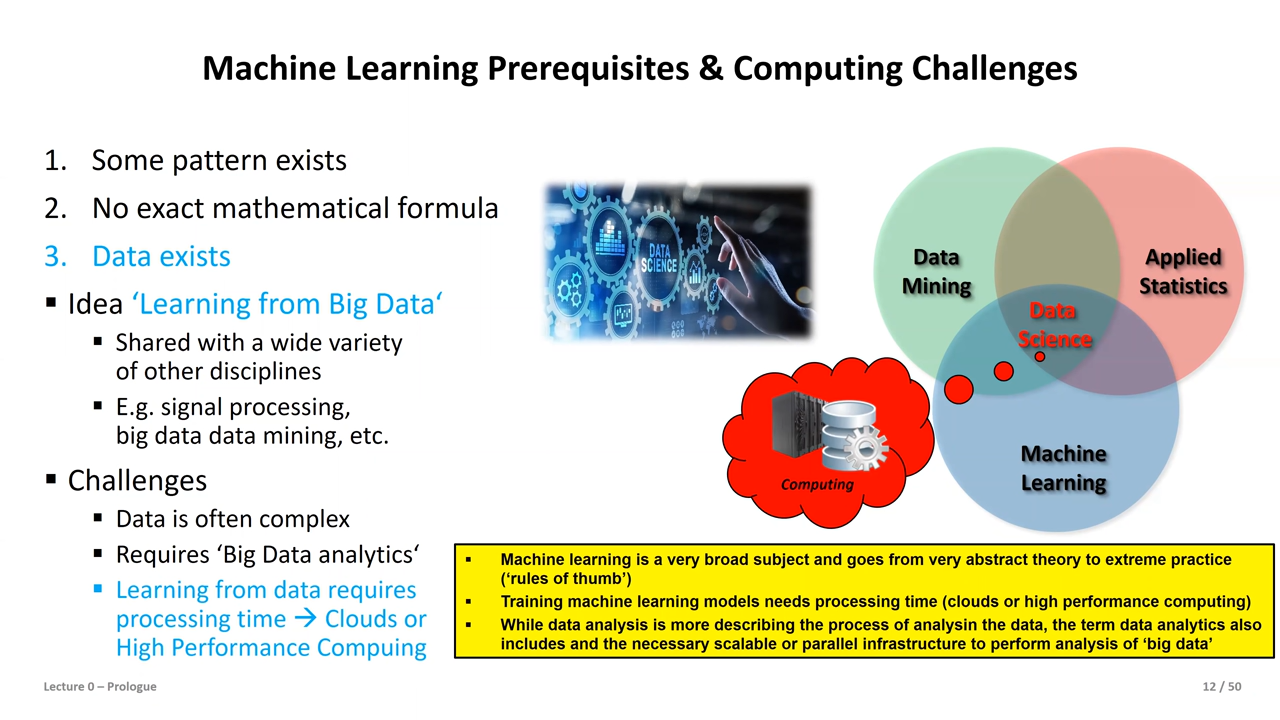 Machine Learning Prerequisites & Computing Challenges
1. Some pattern exists
2. No exact mathematical formula
3. Data exists
▪ Idea ‘Learning from Big Data‘
▪ Shared with a wide variety
of other disciplines
▪ E.g. signal processing,
big data data mining, etc.
▪ Challenges
▪ Data is often complex
▪ Requires ‘Big Data analytics‘
▪ Learning from data requires
processing time → Clouds or
High Performance Compuing
DATA
SCIENCE
Data
Mining
Applied
Statistics
Data
Science
Machine
Learning
Computing
▪ Machine learning is a very broad subject and goes from very abstract theory to extreme practice
(‘rules of thumb’)
▪ Training machine learning models needs processing time (clouds or high performance computing)
▪ While data analysis is more describing the process of analysin the data, the term data analytics also
includes and the necessary scalable or parallel infrastructure to perform analysis of ‘big data’
Lecture 0 – Prologue
12 / 50